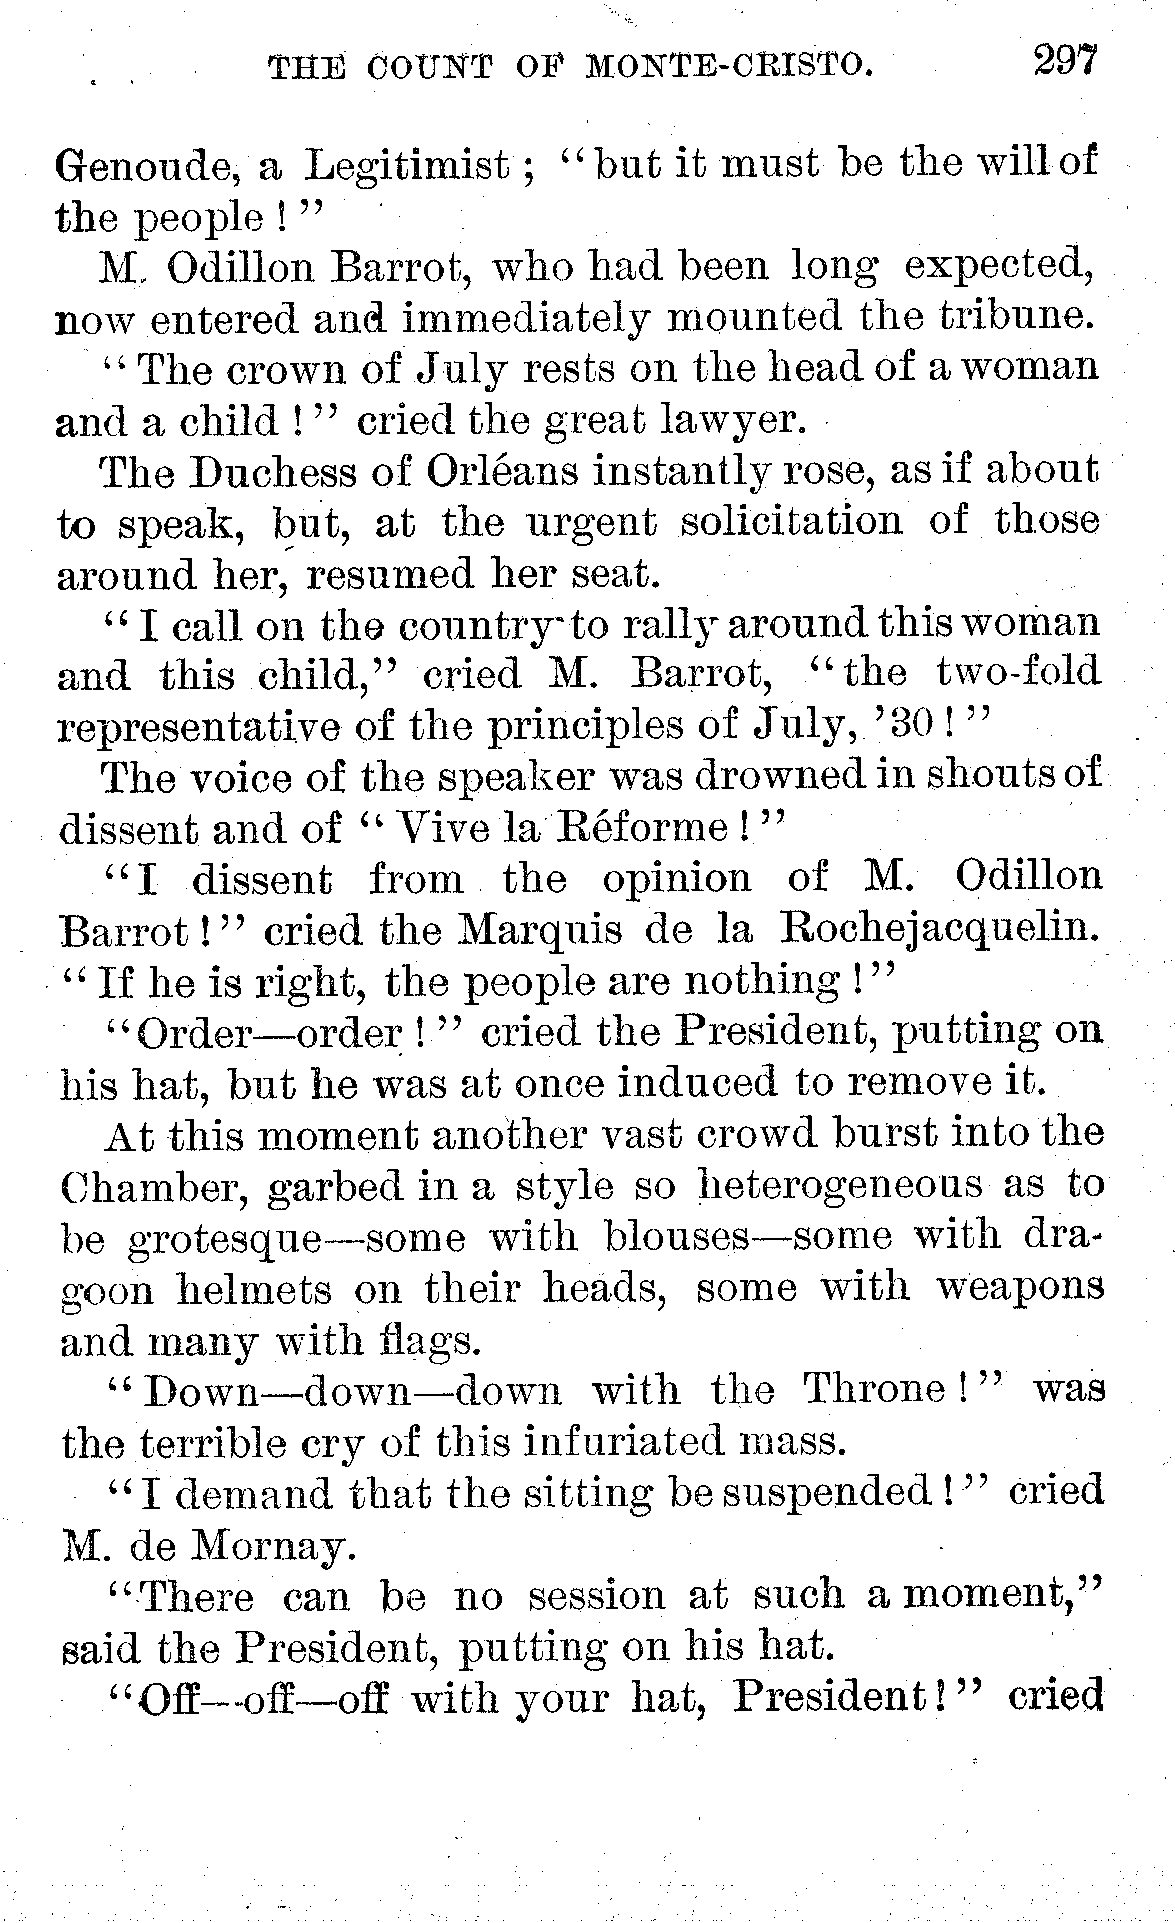 THE COUNT OF MONTE-CRISTO. 297
Genoude, a Legitimist; "but it must be the will of
the people!"
M. Odillon Barrot, who had been long expected,
now entered and immediately mounted the tribune.
"The crown of July rests on the head of a woman
and a child!" cried the great lawyer.
The Duchess of Orléans instantly rose, as if about
to speak, but, at the urgent solicitation of those
around her, resumed her seat.
"I call on the country to rally around this woman
and this child," cried M. Barrot, "the two-fold
representative of the principles of July, '30!"
The voice of the speaker was drowned in shouts of
dissent and of "Vive la Réforme!"
"I dissent from the opinion of M. Odillon
Barrot!" cried the Marquis de la Rochejacquelin.
"If he is right, the people are nothing!"
"Order—order!" cried the President, putting on
his hat, but he was at once induced to remove it.
At this moment another vast crowd burst into the
Chamber, garbed in a style so heterogeneous as to
be grotesque—some with blouses—some with dra-
goon helmets on their heads, some with weapons
and many with flags.
"Down—down—down with the Throne!" was
the terrible cry of this infuriated mass.
"I demand that the sitting be suspended!" cried
M. de Mornay.
"There can be no session at such a moment,"
said the President, putting on his hat.
"Off—off—off with your hat, President!" cried